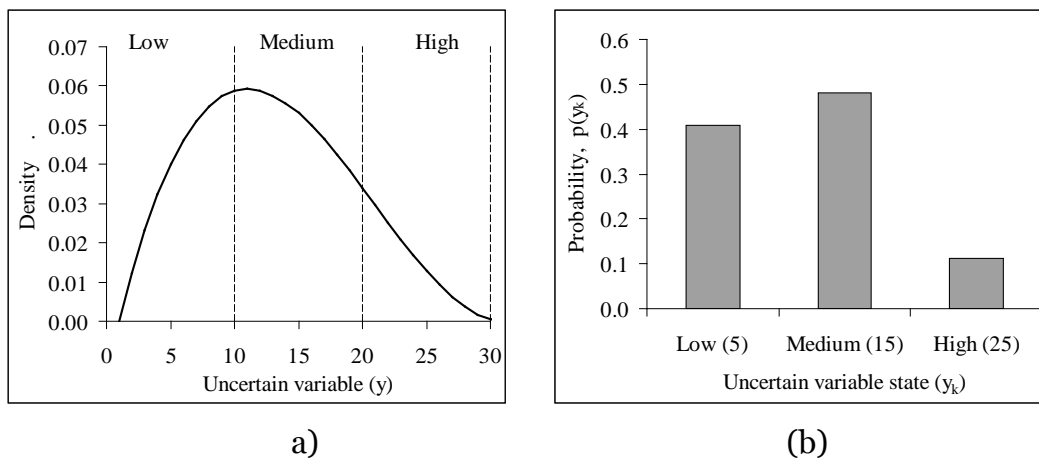 Low Medium High
0.07
0.06
0.05
0.04
0.03
0.02
0.01
0.00
Density .
0 5 10 15 20 25 30
Uncertain variable (y)
a)
0.6
0.5
0.4
0.3
0.2
0.1
0.0
Probability, p(yₖ)
Low (5) Medium (15) High (25)
Uncertain variable state (yₖ)
(b)